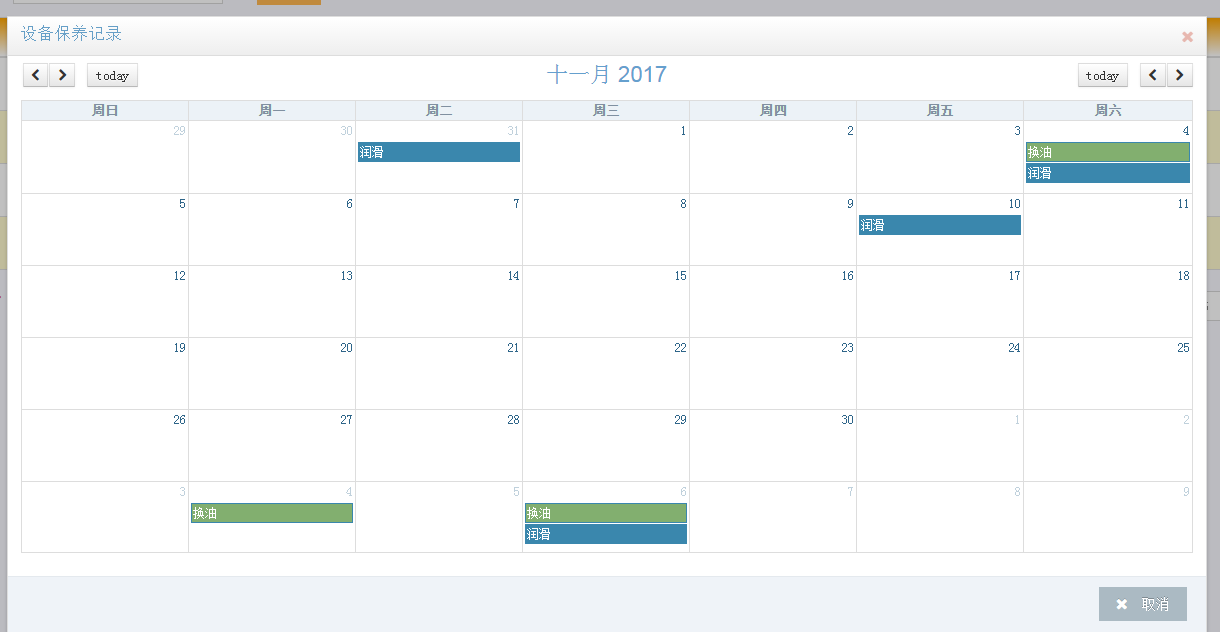 设备保养记录
today 十一月 2017 today
周日 周一 周二 周三 周四 周五 周六
29 30 31 1 2 3 4
润滑 换油
润滑
5 6 7 8 9 10 11
润滑
12 13 14 15 16 17 18
19 20 21 22 23 24 25
26 27 28 29 30 1 2
3 4 5 6 7 8 9
换油 换油
润滑
取消